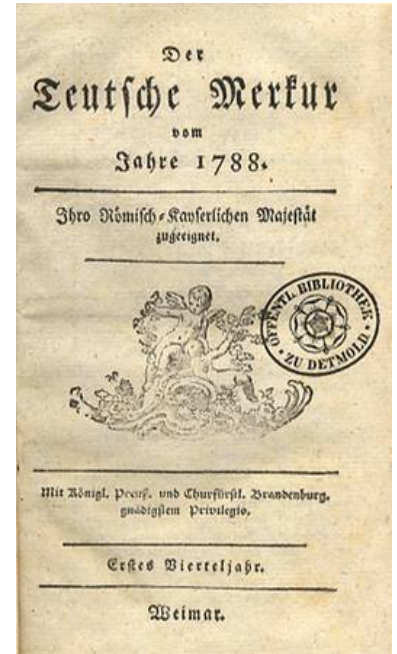 Der
Teutsche Merkur
vom
Jahre 1788.
Ihro Römisch-Kayserlichen Majestät
zugeeignet.
ÖFFENTL. BIBLIOTHEK
ZU DETMOLD
Mit Königl. Preuß. und Churfürstl. Brandenburg.
gnädigstem Privilegio.
Erstes Vierteljahr.
Weimar.